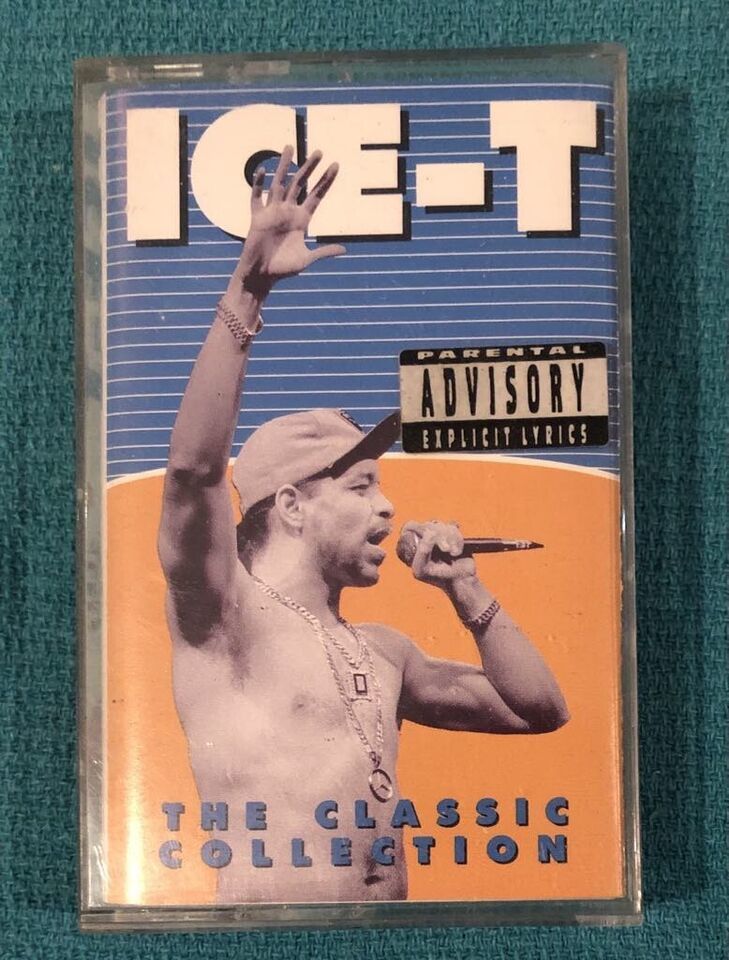 ICE-T
PARENTAL
ADVISORY
EXPLICIT LYRICS
THE CLASSIC
COLLECTION